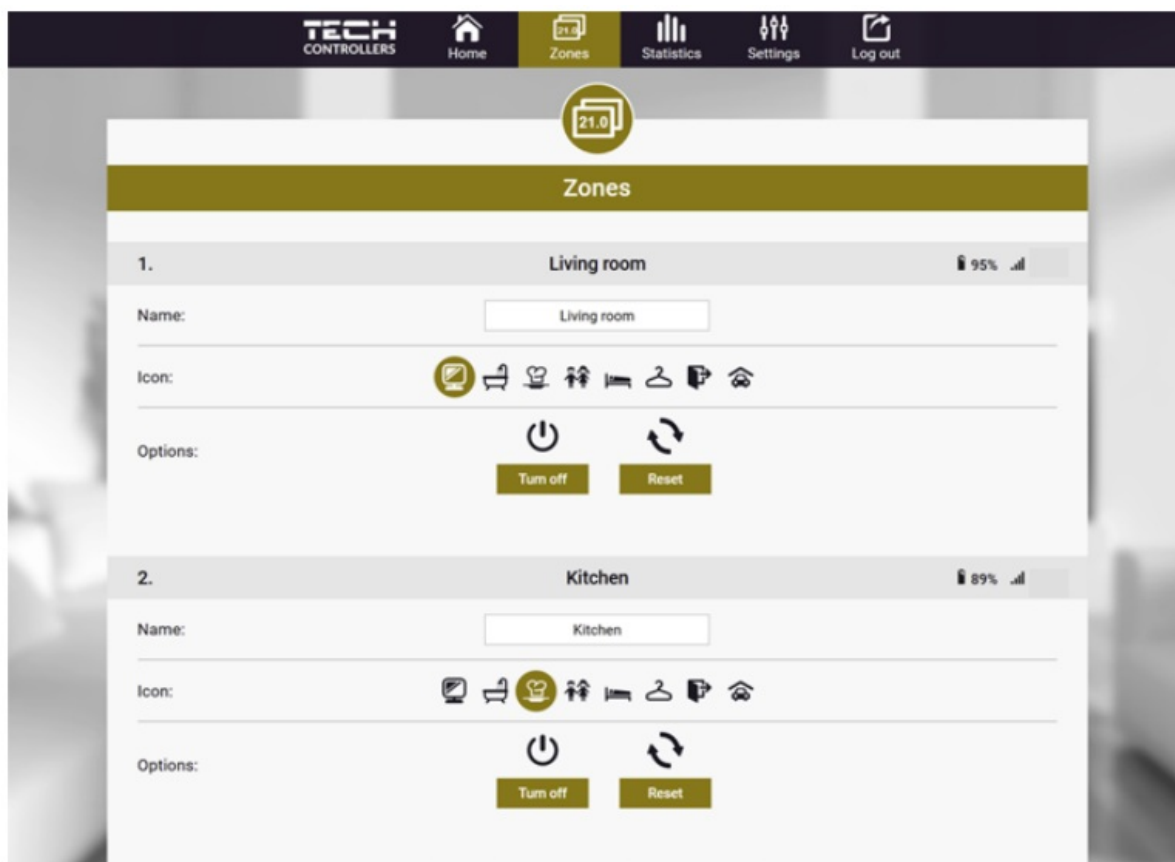 TECH
CONTROLLERS
Home
21.0
Zones
Statistics
Settings
Log out
21.0
Zones
1. Living room 95%
Name: Living room
Icon:
Options:
Turn off Reset
2. Kitchen 89%
Name: Kitchen
Icon:
Options:
Turn off Reset